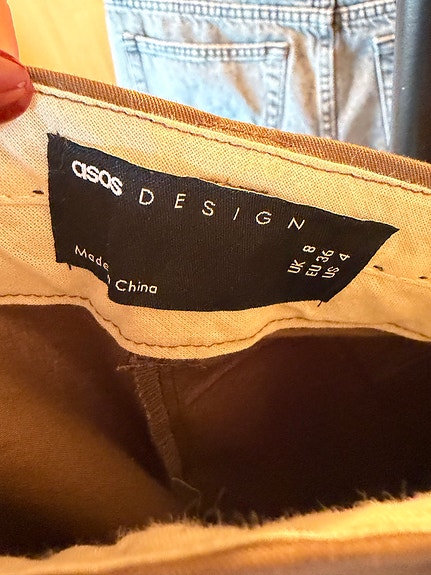 asos DESIGN
Made
China
UK 8
EU 36
US 4